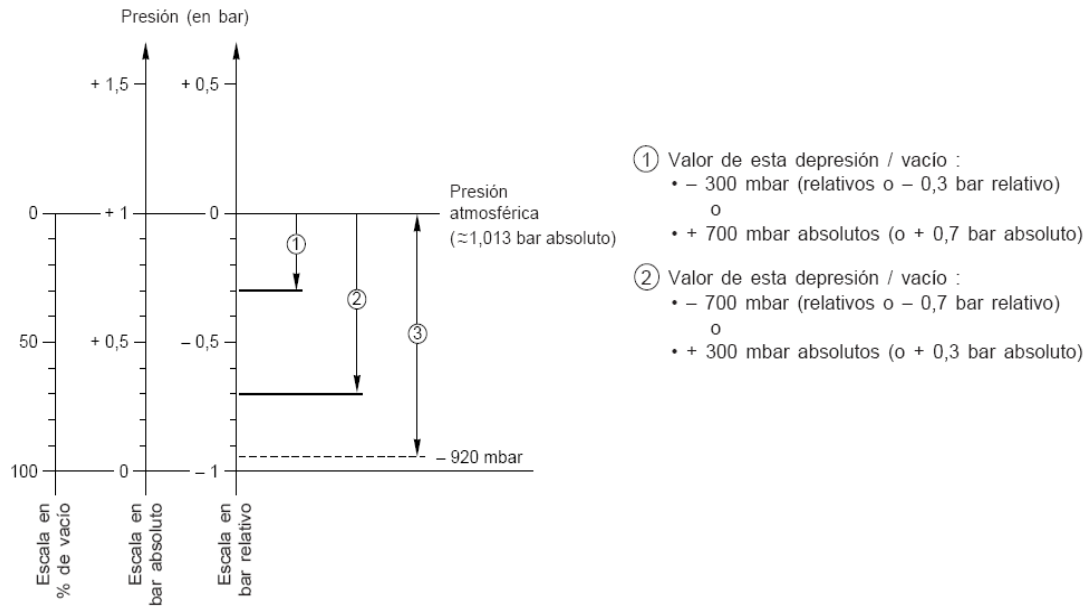 Presión (en bar)
+ 1,5
+ 0,5
0
+ 1
0
Presión
atmosférica
(≈1,013 bar absoluto)
1
2
3
50
+ 0,5
– 0,5
– 920 mbar
100
0
– 1
Escala en
% de vacío
Escala en
bar absoluto
Escala en
bar relativo
1 Valor de esta depresión / vacío :
• – 300 mbar (relativos o – 0,3 bar relativo)
o
• + 700 mbar absolutos (o + 0,7 bar absoluto)
2 Valor de esta depresión / vacío :
• – 700 mbar (relativos o – 0,7 bar relativo)
o
• + 300 mbar absolutos (o + 0,3 bar absoluto)